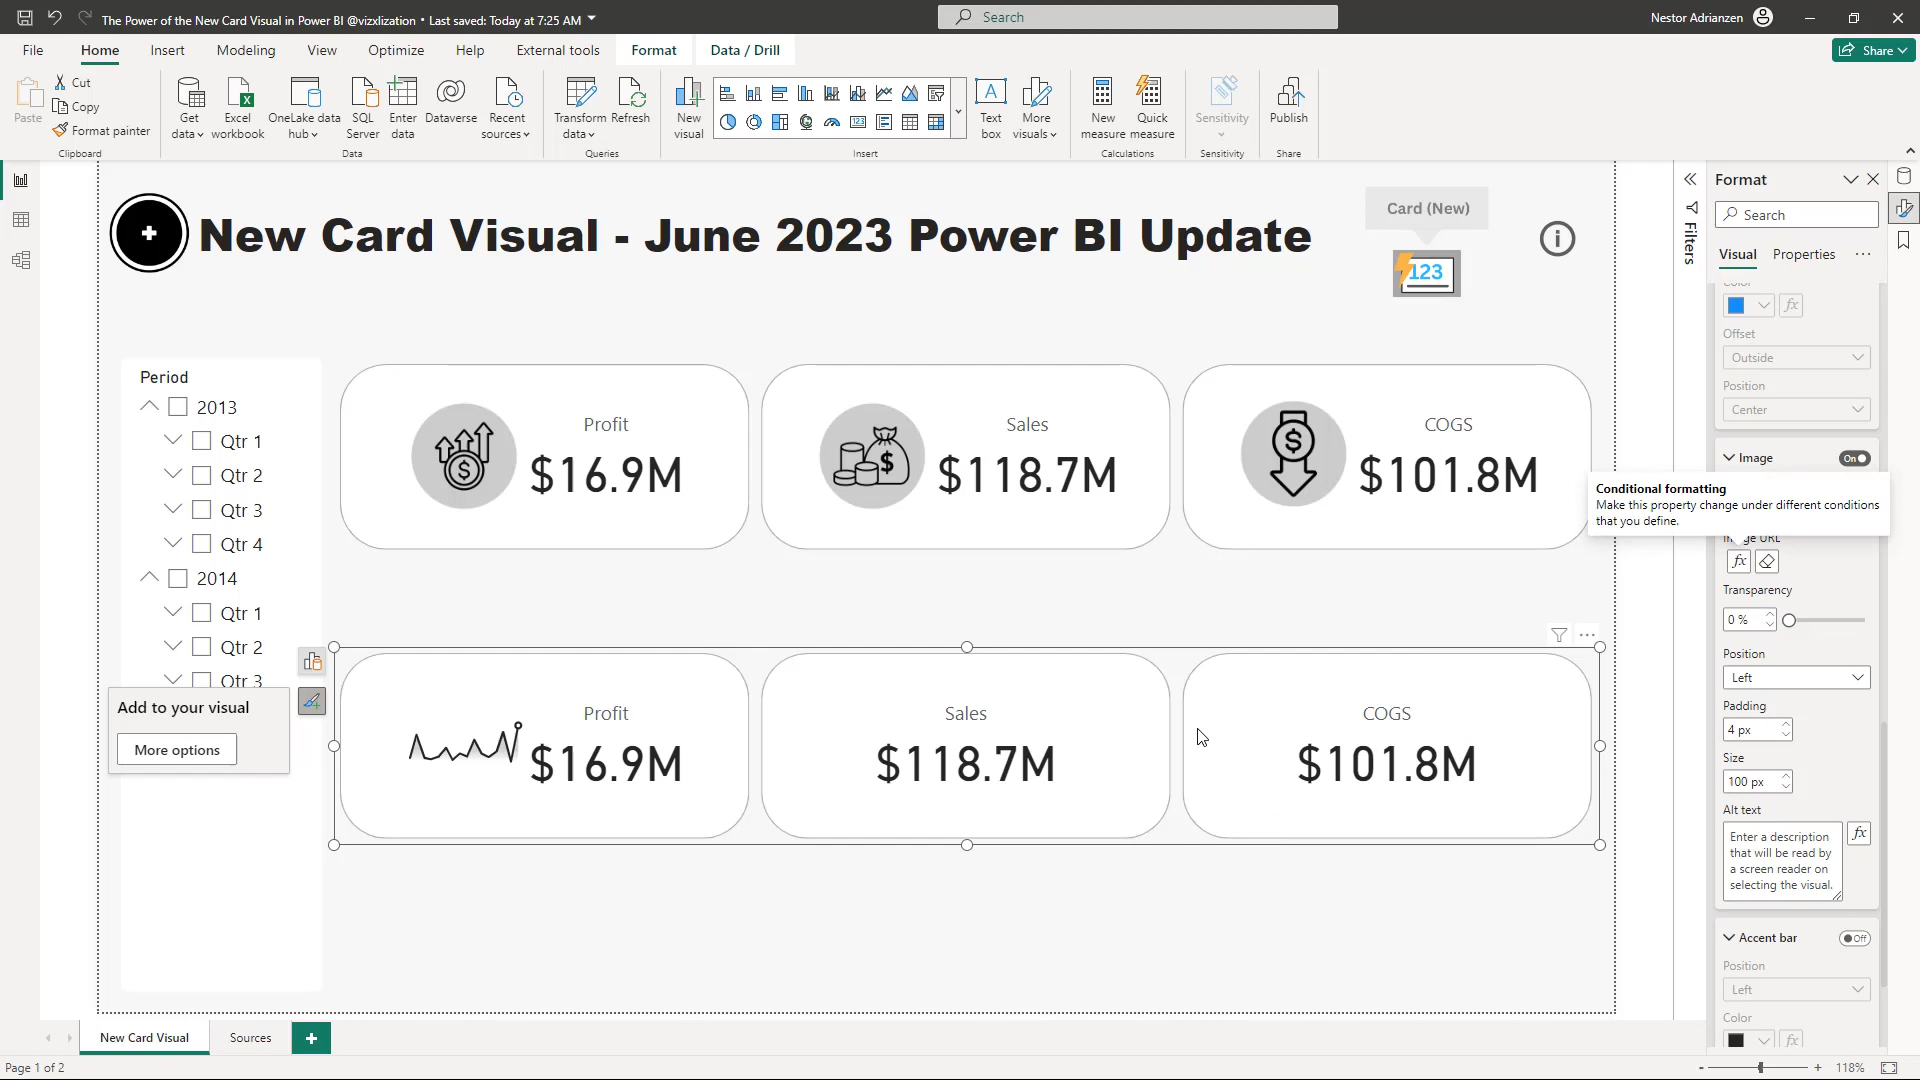 The Power of the New Card Visual in Power BI @vizxlization • Last saved: Today at 7:25 AM
Search
Nestor Adrianzen
File
Home
Insert
Modeling
View
Optimize
Help
External tools
Format
Data / Drill
Share
Paste
Cut
Copy
Format painter
Get data
Excel workbook
OneLake data hub
SQL Server
Enter data
Dataverse
Recent sources
Transform data
Refresh
New visual
Text box
More visuals
New measure
Quick measure
Sensitivity
Publish
Clipboard
Data
Queries
Insert
Calculations
Sensitivity
Share
New Card Visual - June 2023 Power BI Update
Card (New)
123
Period
2013
Qtr 1
Qtr 2
Qtr 3
Qtr 4
2014
Qtr 1
Qtr 2
Qtr 3
Profit
$16.9M
Sales
$118.7M
COGS
$101.8M
Add to your visual
More options
Profit
$16.9M
Sales
$118.7M
COGS
$101.8M
Filters
Format
Search
Visual
Properties
Color
Offset
Outside
Position
Center
Image
On
Conditional formatting
Make this property change under different conditions
that you define.
Image URL
Transparency
0 %
Position
Left
Padding
4 px
Size
100 px
Alt text
Enter a description
that will be read by
a screen reader on
selecting the visual.
Accent bar
Off
Position
Left
Color
New Card Visual
Sources
Page 1 of 2
118%